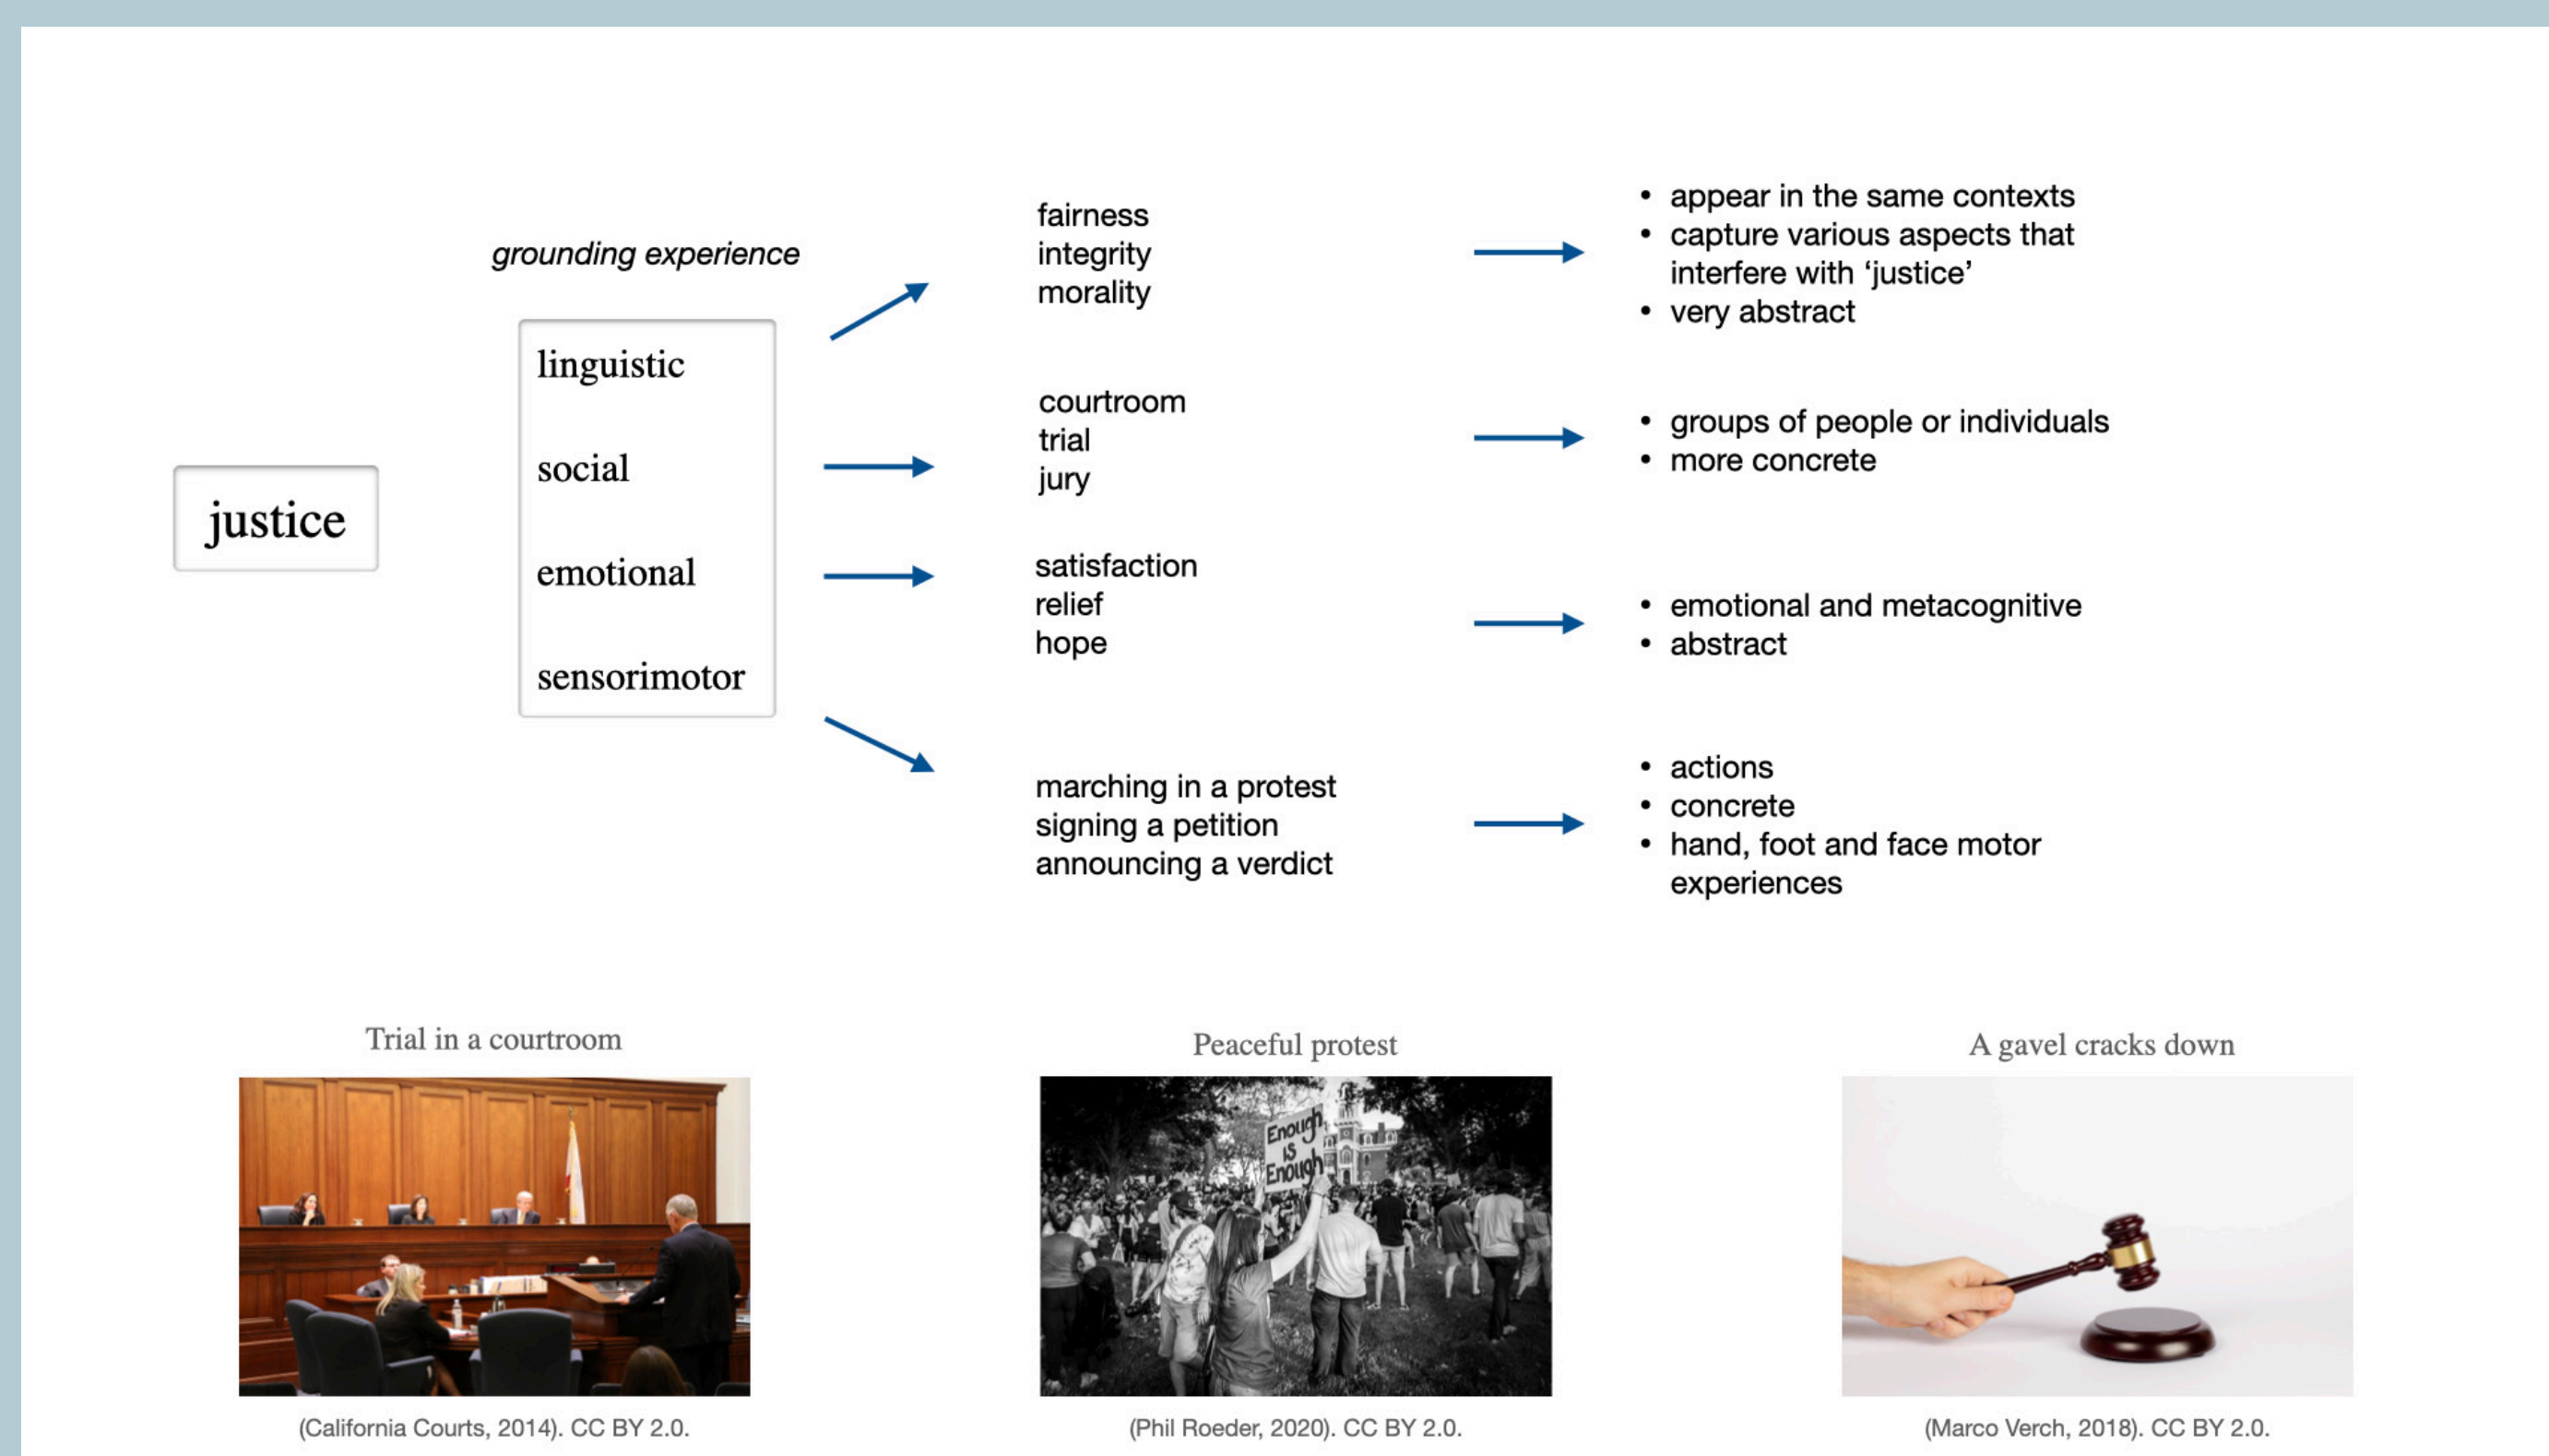 justice
grounding experience
linguistic
social
emotional
sensorimotor
fairness
integrity
morality
• appear in the same contexts
• capture various aspects that
interfere with ‘justice’
• very abstract
courtroom
trial
jury
• groups of people or individuals
• more concrete
satisfaction
relief
hope
• emotional and metacognitive
• abstract
marching in a protest
signing a petition
announcing a verdict
• actions
• concrete
• hand, foot and face motor
experiences
Trial in a courtroom
(California Courts, 2014). CC BY 2.0.
Peaceful protest
Enough
is
Enough
(Phil Roeder, 2020). CC BY 2.0.
A gavel cracks down
(Marco Verch, 2018). CC BY 2.0.